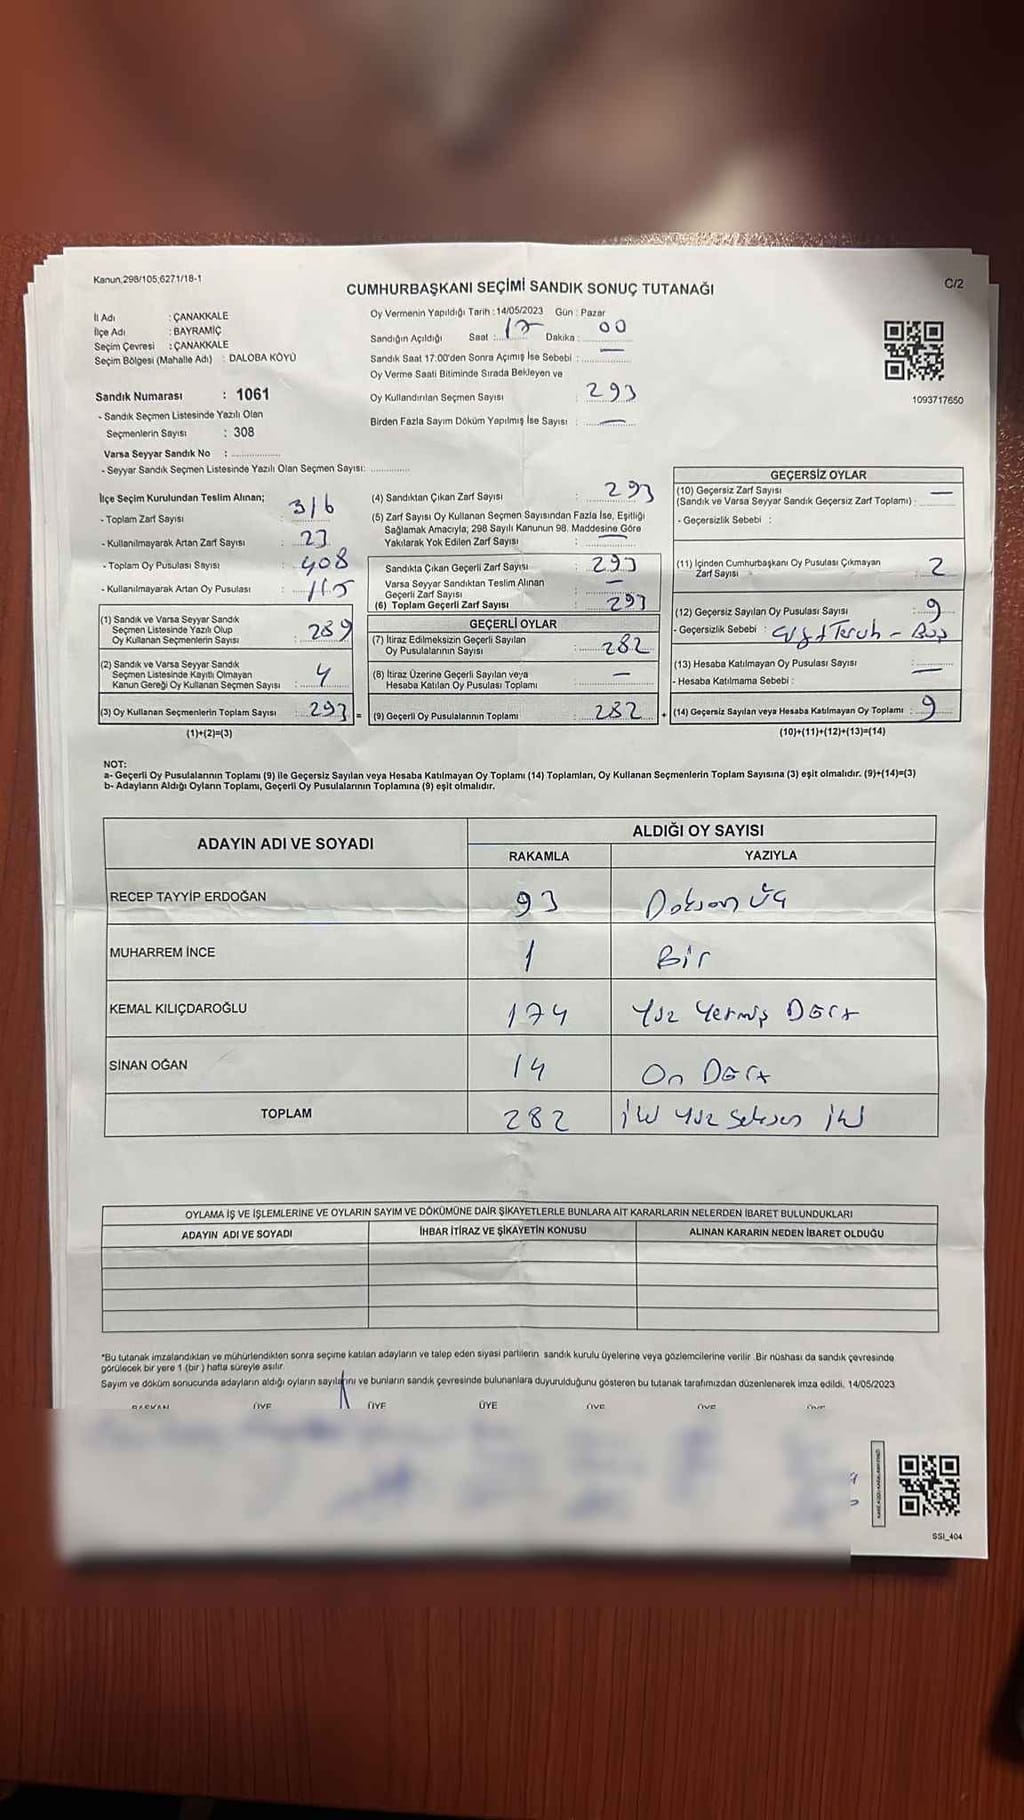 Kanun,298/105,6271/18-1
C/2
CUMHURBAŞKANI SEÇİMİ SANDIK SONUÇ TUTANAĞI
İl Adı : ÇANAKKALE
İlçe Adı : BAYRAMİÇ
Seçim Çevresi : ÇANAKKALE
Seçim Bölgesi (Mahalle Adı) : DALOBA KÖYÜ
Sandık Numarası : 1061
- Sandık Seçmen Listesinde Yazılı Olan
Seçmenlerin Sayısı : 308
Varsa Seyyar Sandık No : ..............
- Seyyar Sandık Seçmen Listesinde Yazılı Olan Seçmen Sayısı: ............
Oy Vermenin Yapıldığı Tarih : 14/05/2023 Gün : Pazar
Sandığın Açıldığı Saat : 17 Dakika : 00
Sandık Saat 17:00'den Sonra Açımış İse Sebebi : —
Oy Verme Saati Bitiminde Sırada Bekleyen ve
Oy Kullandırılan Seçmen Sayısı : 293
Birden Fazla Sayım Döküm Yapılmış İse Sayısı : —
1093717650
İlçe Seçim Kurulundan Teslim Alınan;
- Toplam Zarf Sayısı : 316
- Kullanılmayarak Artan Zarf Sayısı : 23
- Toplam Oy Pusulası Sayısı : 408
- Kullanılmayarak Artan Oy Pusulası : 115
(1) Sandık ve Varsa Seyyar Sandık
Seçmen Listesinde Yazılı Olup
Oy Kullanan Seçmenlerin Sayısı : 289
(2) Sandık ve Varsa Seyyar Sandık
Seçmen Listesinde Kayıtlı Olmayan
Kanun Gereği Oy Kullanan Seçmen Sayısı : 4
(3) Oy Kullanan Seçmenlerin Toplam Sayısı : 293 =
(1)+(2)=(3)
(4) Sandıktan Çıkan Zarf Sayısı : 293
(5) Zarf Sayısı Oy Kullanan Seçmen Sayısından Fazla İse, Eşitliği
Sağlamak Amacıyla; 298 Sayılı Kanunun 98. Maddesine Göre
Yakılarak Yok Edilen Zarf Sayısı : —
Sandıkta Çıkan Geçerli Zarf Sayısı : 293
Varsa Seyyar Sandıktan Teslim Alınan
Geçerli Zarf Sayısı : —
(6) Toplam Geçerli Zarf Sayısı : 293
GEÇERLİ OYLAR
(7) İtiraz Edilmeksizin Geçerli Sayılan
Oy Pusulalarının Sayısı : 282
(8) İtiraz Üzerine Geçerli Sayılan veya
Hesaba Katılan Oy Pusulası Toplamı : —
(9) Geçerli Oy Pusulalarının Toplamı : 282 +
GEÇERSİZ OYLAR
(10) Geçersiz Zarf Sayısı
(Sandık ve Varsa Seyyar Sandık Geçersiz Zarf Toplamı) : —
- Geçersizlik Sebebi :
(11) İçinden Cumhurbaşkanı Oy Pusulası Çıkmayan
Zarf Sayısı : 2
(12) Geçersiz Sayılan Oy Pusulası Sayısı : 9
- Geçersizlik Sebebi : - Boş
(13) Hesaba Katılmayan Oy Pusulası Sayısı : —
- Hesaba Katılmama Sebebi : —
(14) Geçersiz Sayılan veya Hesaba Katılmayan Oy Toplamı : 9
(10)+(11)+(12)+(13)=(14)
NOT:
a- Geçerli Oy Pusulalarının Toplamı (9) ile Geçersiz Sayılan veya Hesaba Katılmayan Oy Toplamı (14) Toplamları, Oy Kullanan Seçmenlerin Toplam Sayısına (3) eşit olmalıdır. (9)+(14)=(3)
b- Adayların Aldığı Oyların Toplamı, Geçerli Oy Pusulalarının Toplamına (9) eşit olmalıdır.
ADAYIN ADI VE SOYADI ALDIĞI OY SAYISI
RAKAMLA YAZIYLA
RECEP TAYYİP ERDOĞAN 93 Doksan üç
MUHARREM İNCE 1 Bir
KEMAL KILIÇDAROĞLU 174 Yüz Yetmiş Dört
SİNAN OĞAN 14 On Dört
TOPLAM 282 iki yüz seksen iki
OYLAMA İŞ VE İŞLEMLERİNE VE OYLARIN SAYIM VE DÖKÜMÜNE DAİR ŞİKAYETLERLE BUNLARA AİT KARARLARIN NELERDEN İBARET BULUNDUKLARI
ADAYIN ADI VE SOYADI İHBAR İTİRAZ VE ŞİKAYETİN KONUSU ALINAN KARARIN NEDEN İBARET OLDUĞU
*Bu tutanak imzalandıktan ve mühürlendikten sonra seçime katılan adayların ve talep eden siyasi partilerin sandık kurulu üyelerine veya gözlemcilerine verilir .Bir nüshası da sandık çevresinde
görülecek bir yere 1 (bir ) hafta süreyle asılır.
Sayım ve döküm sonucunda adayların aldığı oyların sayılarını ve bunların sandık çevresinde bulunanlara duyurulduğunu gösteren bu tutanak tarafımızdan düzenlenerek imza edildi. 14/05/2023
BAŞKAN ÜYE ÜYE ÜYE ÜYE ÜYE ÜYE
SSI_404